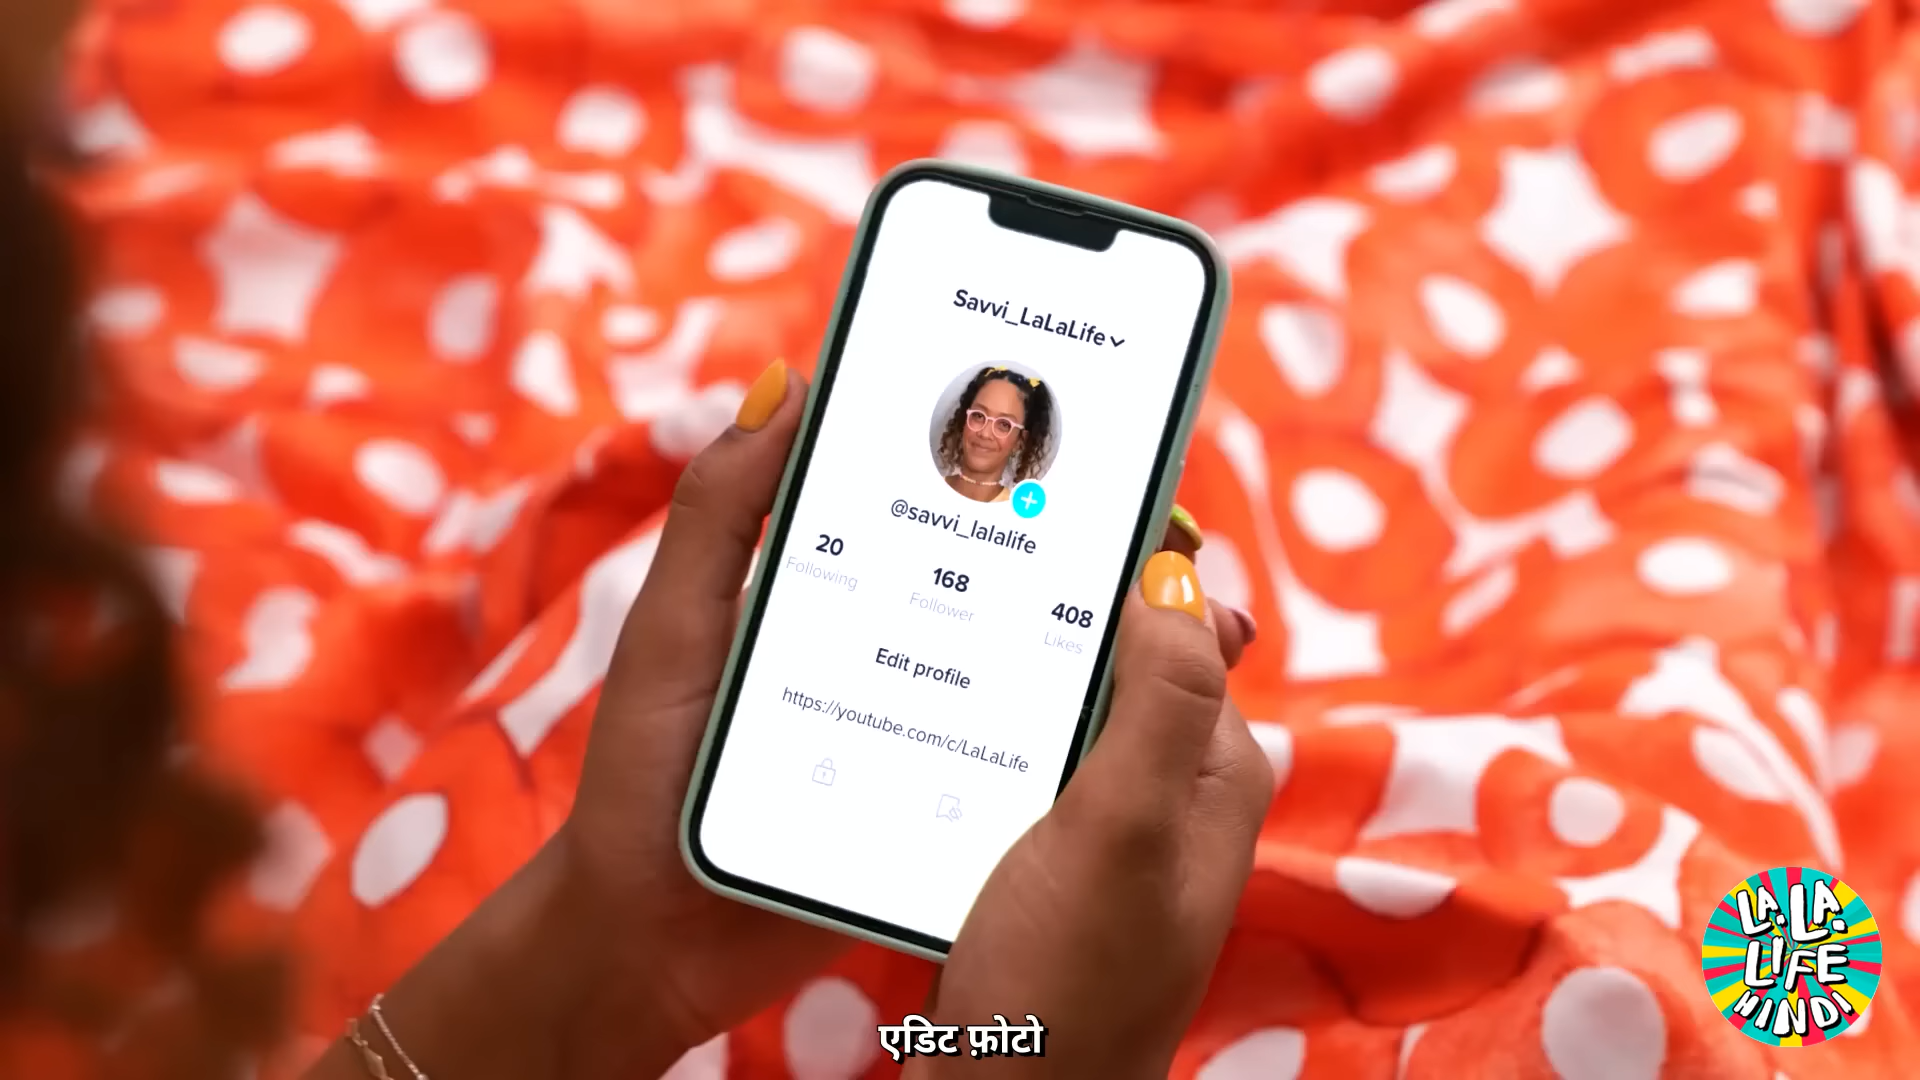 Savvi_LaLaLife
@savvi_lalalife
20
Following
168
Follower
408
Likes
Edit profile
https://youtube.com/c/LaLaLife
एडिट फ़ोटो
LA. LA.
LIFE
HINDI